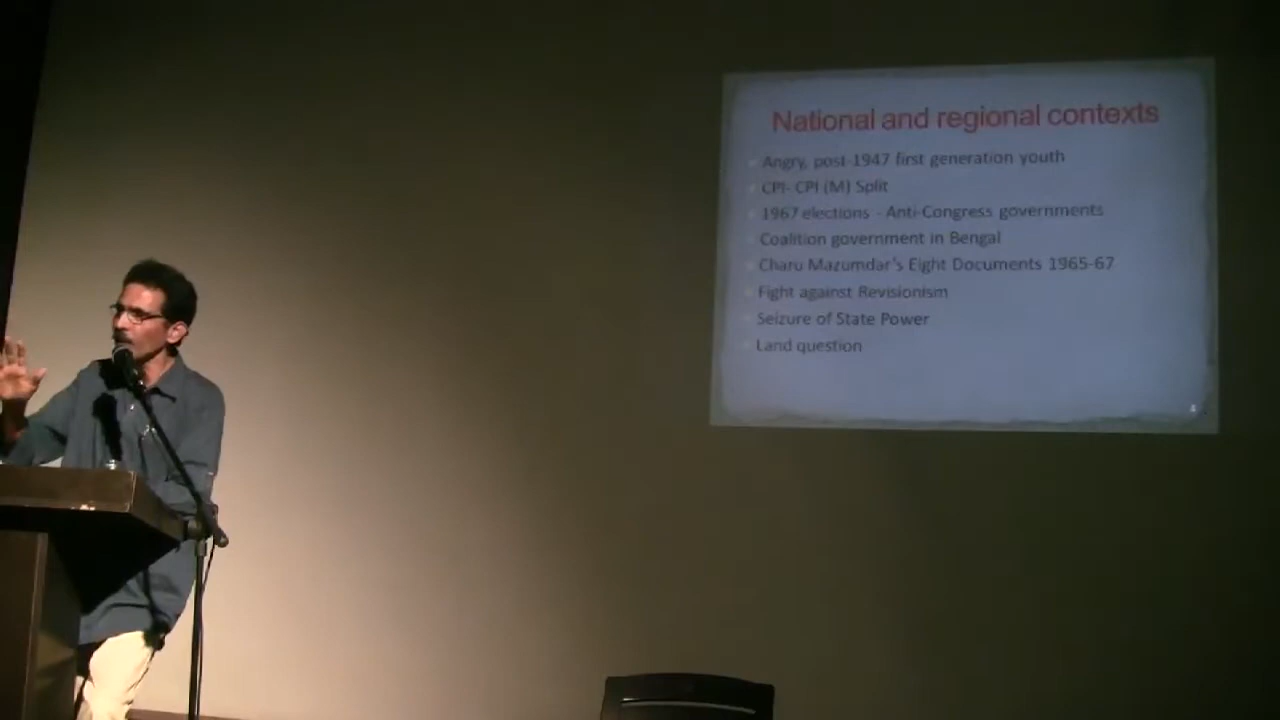 National and regional contexts
Angry, post-1947 first generation youth
CPI- CPI (M) Split
1967 elections - Anti-Congress governments
Coalition government in Bengal
Charu Mazumdar's Eight Documents 1965-67
Fight against Revisionism
Seizure of State Power
Land question